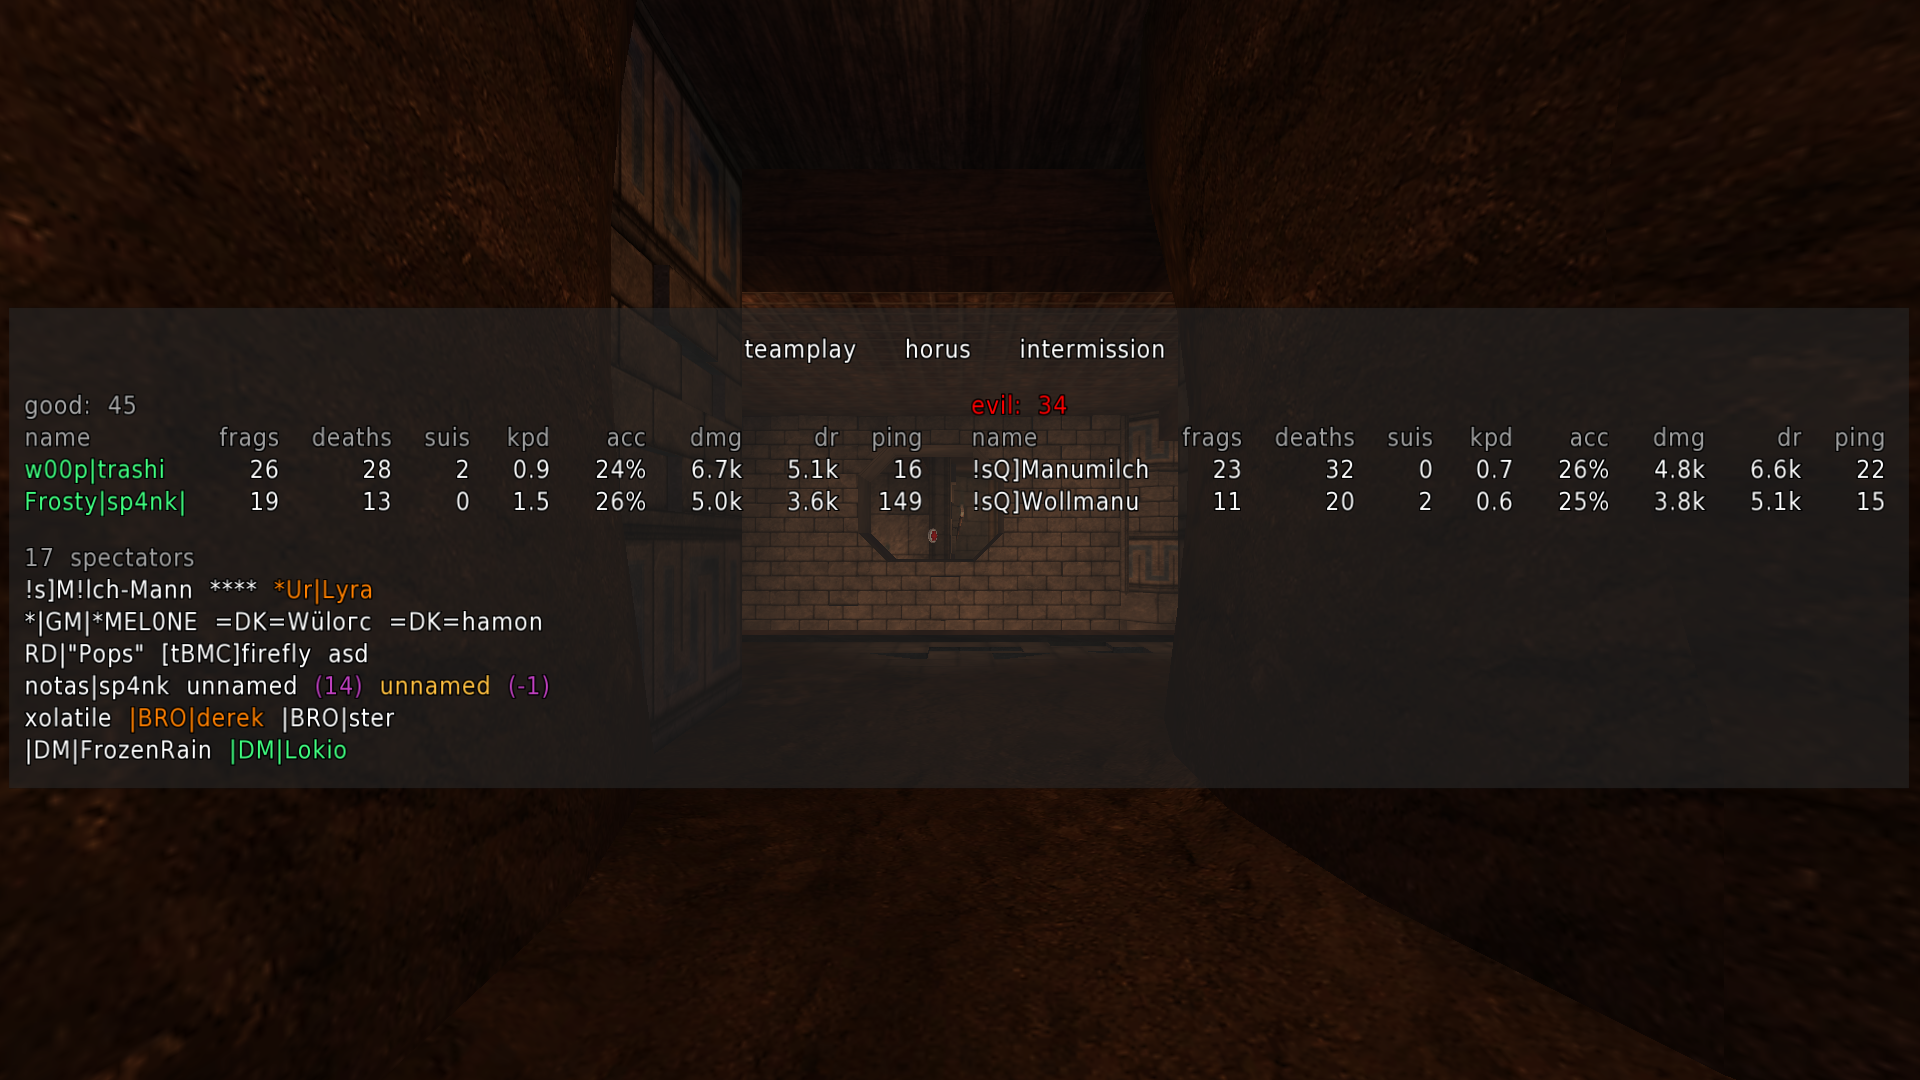 teamplay horus intermission
good: 45
name frags deaths suis kpd acc dmg dr ping
w00p|trashi 26 28 2 0.9 24% 6.7k 5.1k 16
Frosty|sp4nk| 19 13 0 1.5 26% 5.0k 3.6k 149
evil: 34
name frags deaths suis kpd acc dmg dr ping
!sQ]Manumilch 23 32 0 0.7 26% 4.8k 6.6k 22
!sQ]Wollmanu 11 20 2 0.6 25% 3.8k 5.1k 15
17 spectators
!s]M!lch-Mann **** *Ur|Lyra
*|GM|*MEL0NE =DK=Wülorc =DK=hamon
RD|"Pops" [tBMC]firefly asd
notas|sp4nk unnamed (14) unnamed (-1)
xolatile |BRO|derek |BRO|ster
|DM|FrozenRain |DM|Lokio